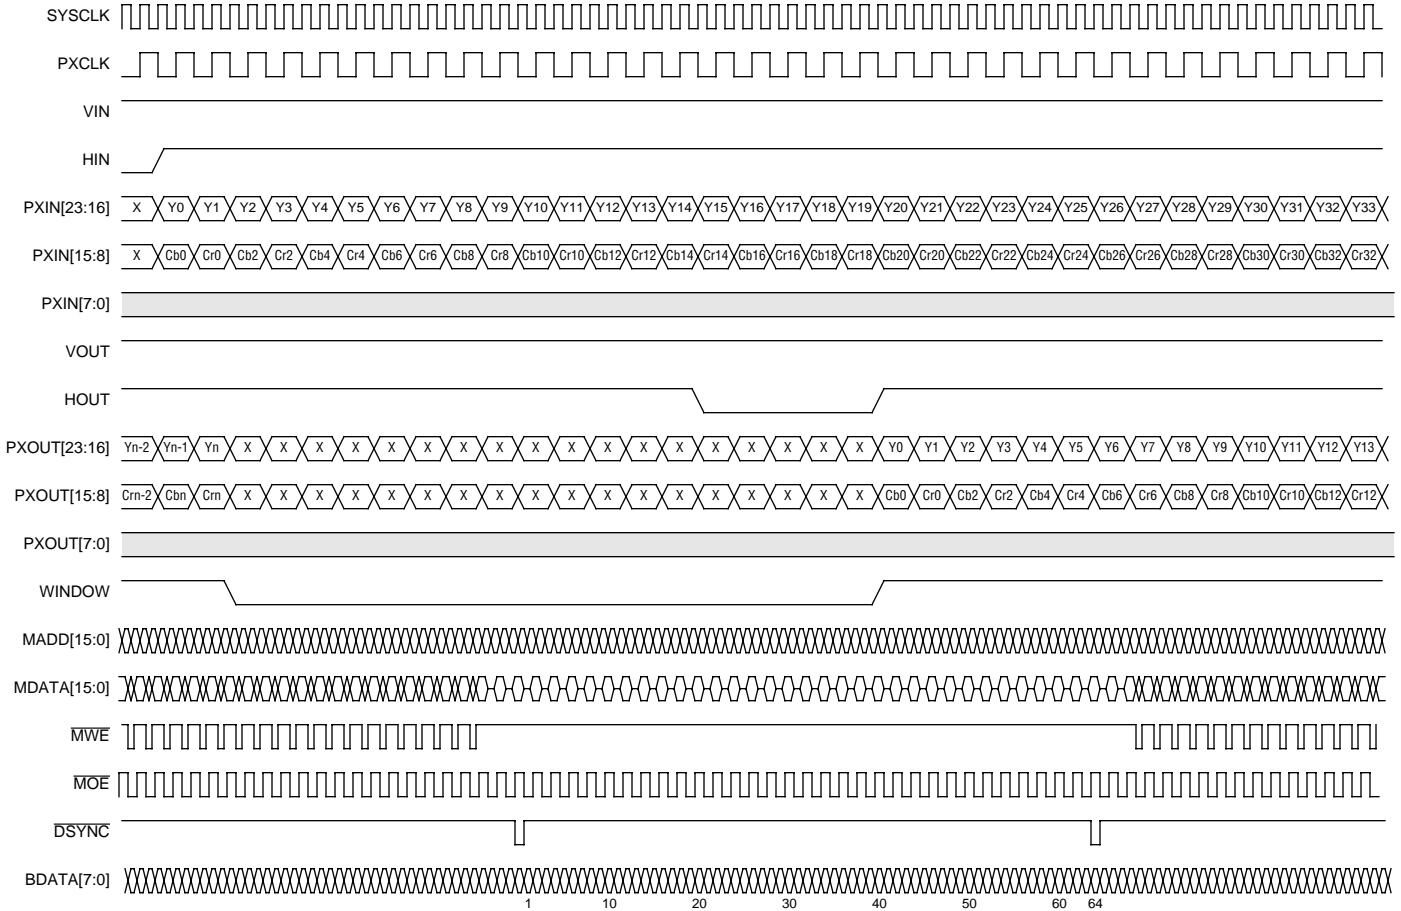 SYSCLK
PXCLK
VIN
HIN
PXIN[23:16] X Y0 Y1 Y2 Y3 Y4 Y5 Y6 Y7 Y8 Y9 Y10 Y11 Y12 Y13 Y14 Y15 Y16 Y17 Y18 Y19 Y20 Y21 Y22 Y23 Y24 Y25 Y26 Y27 Y28 Y29 Y30 Y31 Y32 Y33
PXIN[15:8] X Cb0 Cr0 Cb2 Cr2 Cb4 Cr4 Cb6 Cr6 Cb8 Cr8 Cb10 Cr10 Cb12 Cr12 Cb14 Cr14 Cb16 Cr16 Cb18 Cr18 Cb20 Cr20 Cb22 Cr22 Cb24 Cr24 Cb26 Cr26 Cb28 Cr28 Cb30 Cr30 Cb32 Cr32
PXIN[7:0]
VOUT
HOUT
PXOUT[23:16] Yn-2 Yn-1 Yn X X X X X X X X X X X X X X X X X X Y0 Y1 Y2 Y3 Y4 Y5 Y6 Y7 Y8 Y9 Y10 Y11 Y12 Y13
PXOUT[15:8] Crn-2 Cbn Crn X X X X X X X X X X X X X X X X X X Cb0 Cr0 Cb2 Cr2 Cb4 Cr4 Cb6 Cr6 Cb8 Cr8 Cb10 Cr10 Cb12 Cr12
PXOUT[7:0]
WINDOW
MADD[15:0]
MDATA[15:0]
MWE
MOE
DSYNC
BDATA[7:0]
1 10 20 30 40 50 60 64